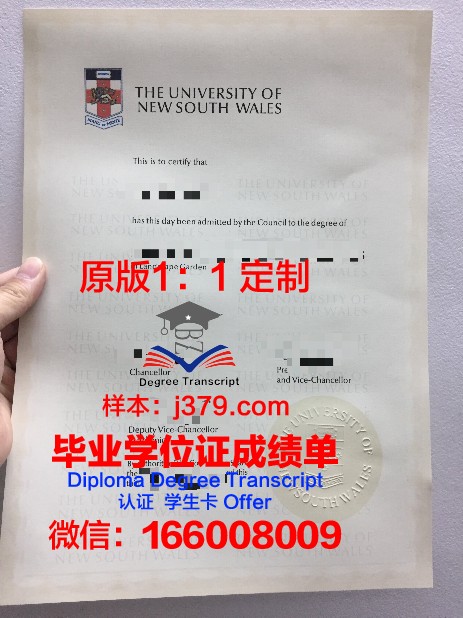 THE UNIVERSITY OF
NEW SOUTH WALES
This is to certify that
has this day been admitted by the Council to the degree of
Garden
原版1：1 定制
Chancellor
and Vice-Chancellor
Degree Transcript
样本：j379.com
Deputy Vice-Chancellor
毕业学位证成绩单
Diploma Degree Transcript
认证 学生卡 Offer
微信：166008009